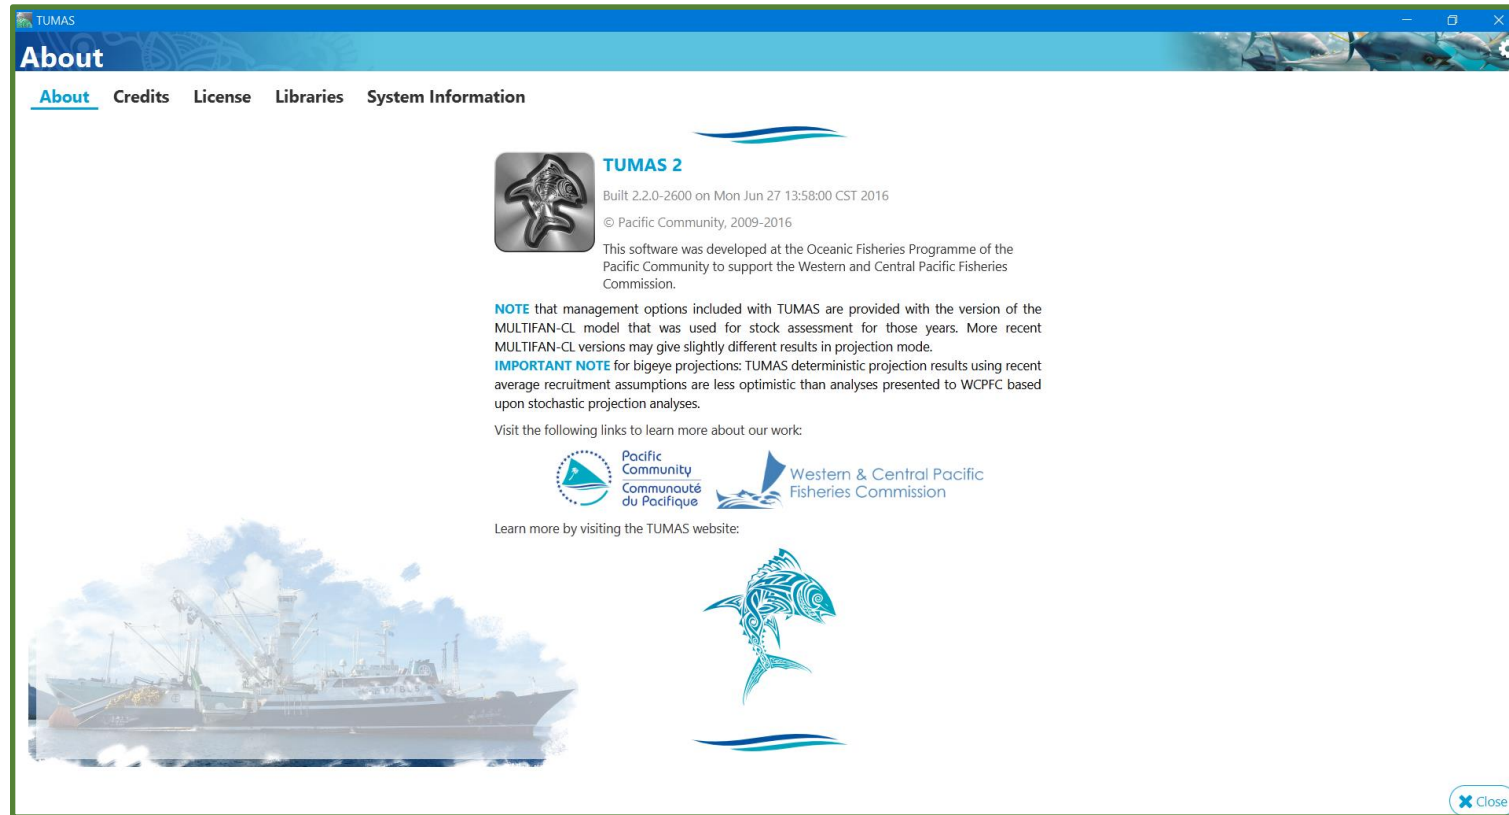 TUMAS
About
About Credits License Libraries System Information
TUMAS 2
Built 2.2.0-2600 on Mon Jun 27 13:58:00 CST 2016
© Pacific Community, 2009-2016
This software was developed at the Oceanic Fisheries Programme of the
Pacific Community to support the Western and Central Pacific Fisheries
Commission.
NOTE that management options included with TUMAS are provided with the version of the
MULTIFAN-CL model that was used for stock assessment for those years. More recent
MULTIFAN-CL versions may give slightly different results in projection mode.
IMPORTANT NOTE for bigeye projections: TUMAS deterministic projection results using recent
average recruitment assumptions are less optimistic than analyses presented to WCPFC based
upon stochastic projection analyses.
Visit the following links to learn more about our work:
Pacific
Community
Communauté
du Pacifique
Western & Central Pacific
Fisheries Commission
Learn more by visiting the TUMAS website:
Close